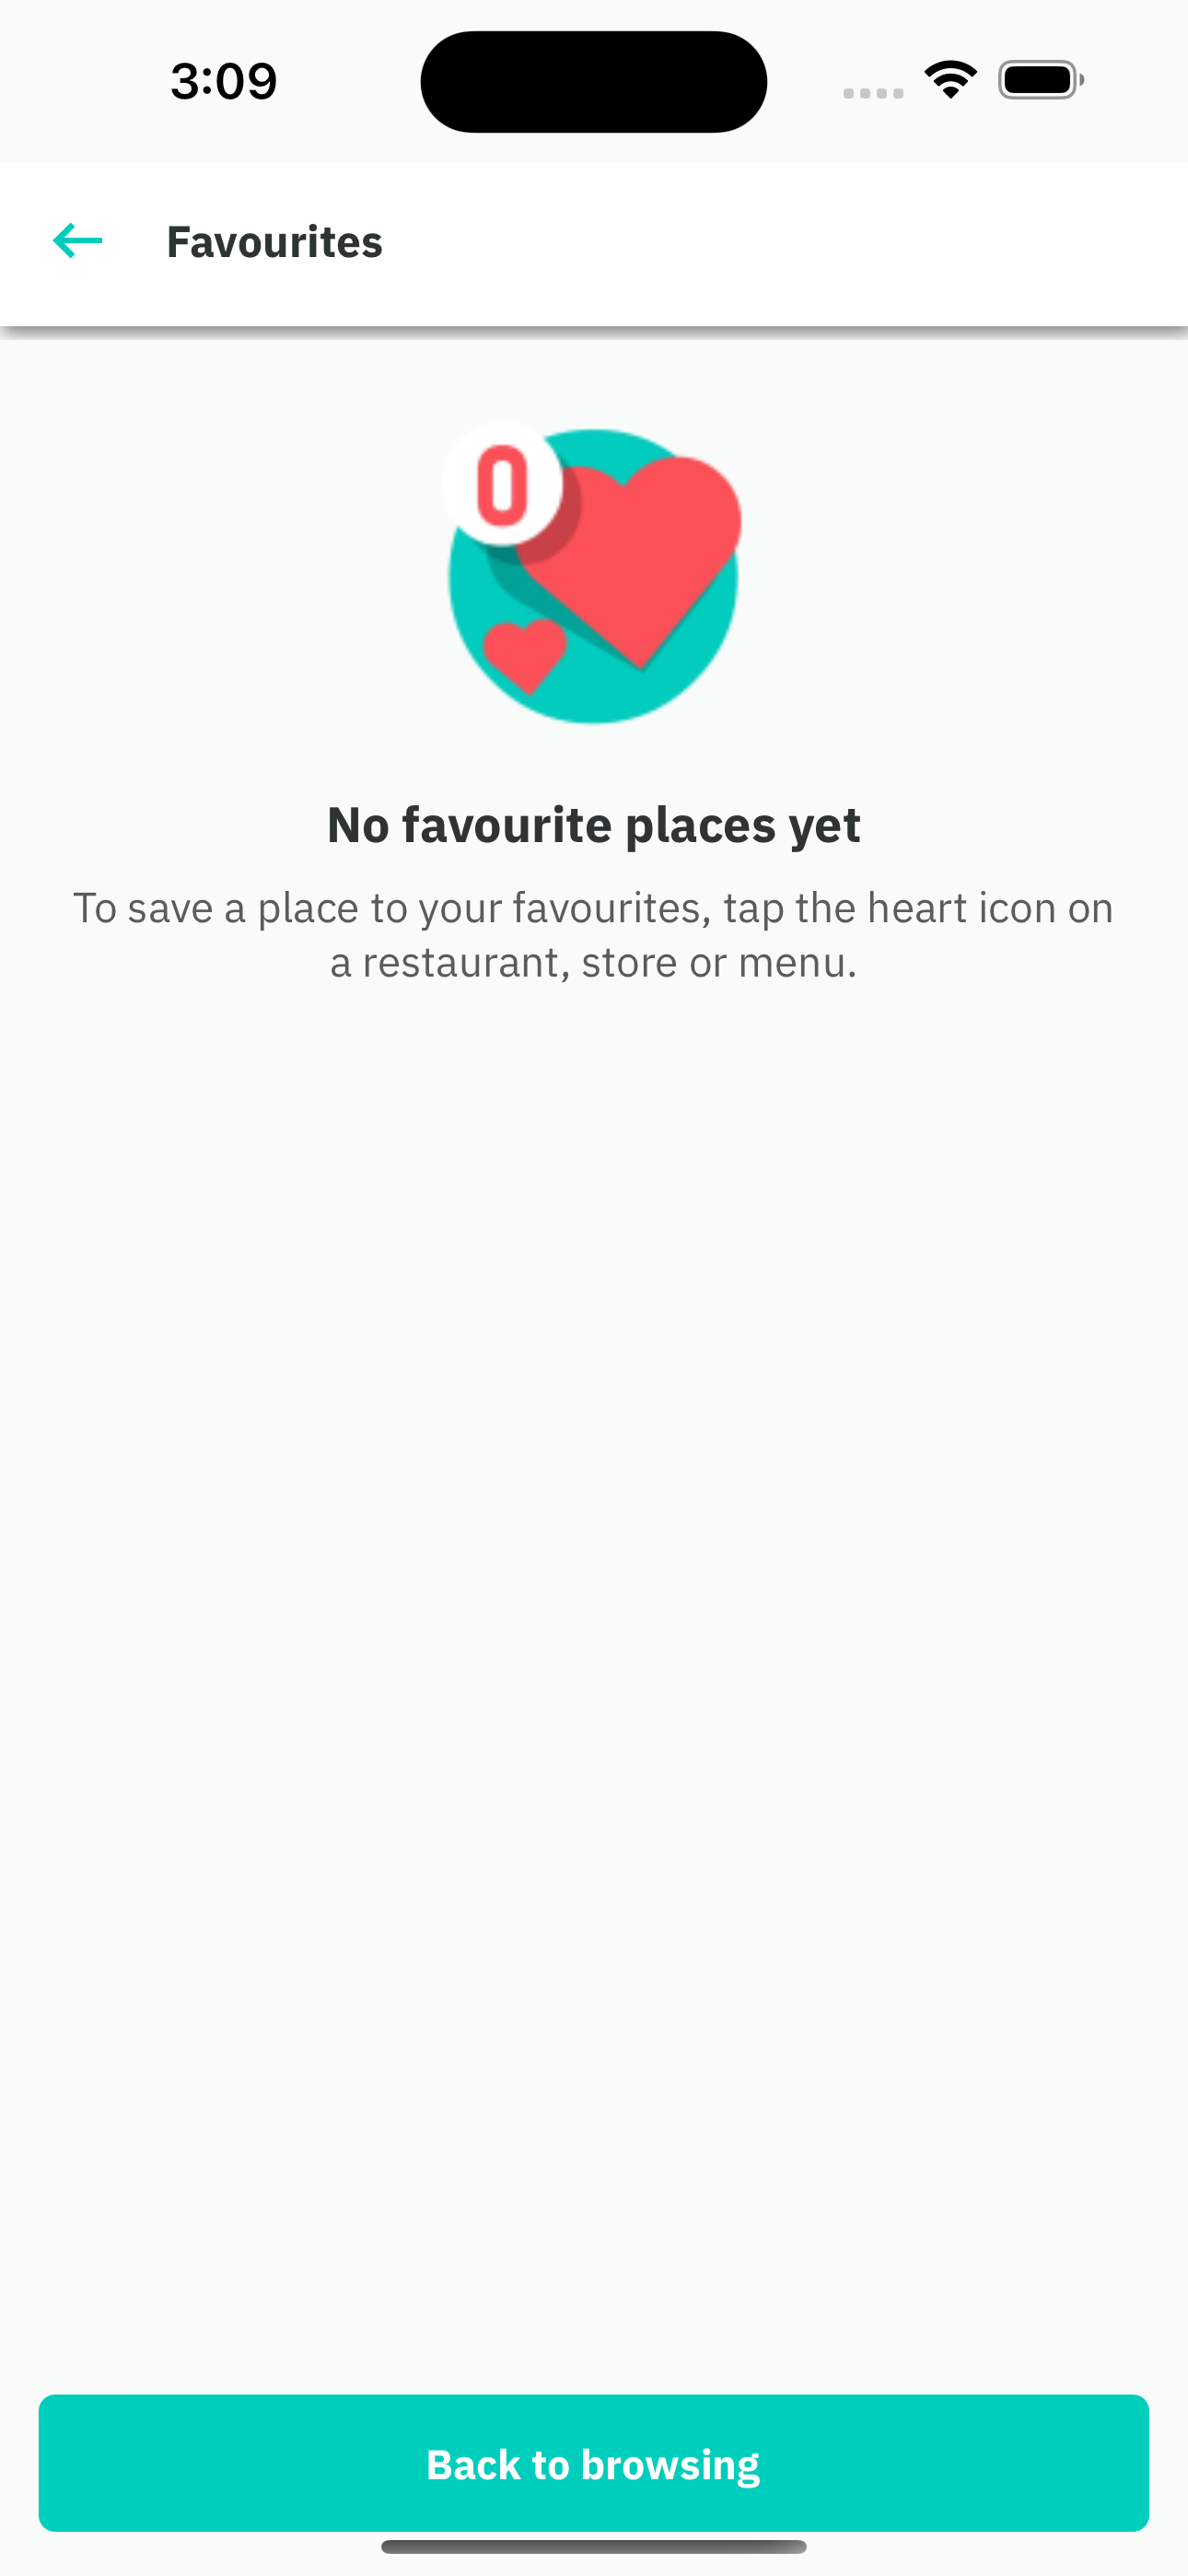 3:09
Favourites
0
No favourite places yet
To save a place to your favourites, tap the heart icon on
a restaurant, store or menu.
Back to browsing